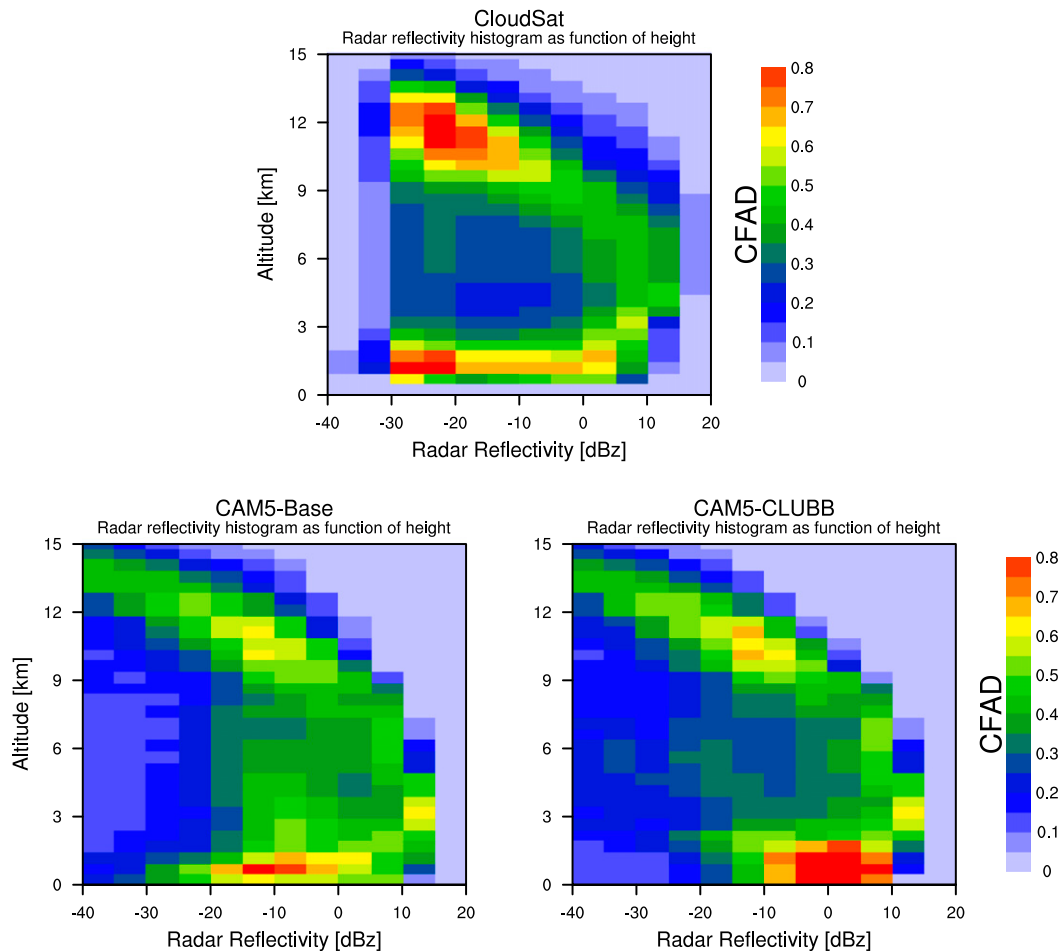 CloudSat
Radar reflectivity histogram as function of height
15
12
9
6
3
0
Altitude [km]
-40 -30 -20 -10 0 10 20
Radar Reflectivity [dBz]
CFAD
0.8
0.7
0.6
0.5
0.4
0.3
0.2
0.1
0
CAM5-Base
Radar reflectivity histogram as function of height
15
12
9
6
3
0
Altitude [km]
-40 -30 -20 -10 0 10 20
Radar Reflectivity [dBz]
CAM5-CLUBB
Radar reflectivity histogram as function of height
15
12
9
6
3
0
-40 -30 -20 -10 0 10 20
Radar Reflectivity [dBz]
CFAD
0.8
0.7
0.6
0.5
0.4
0.3
0.2
0.1
0